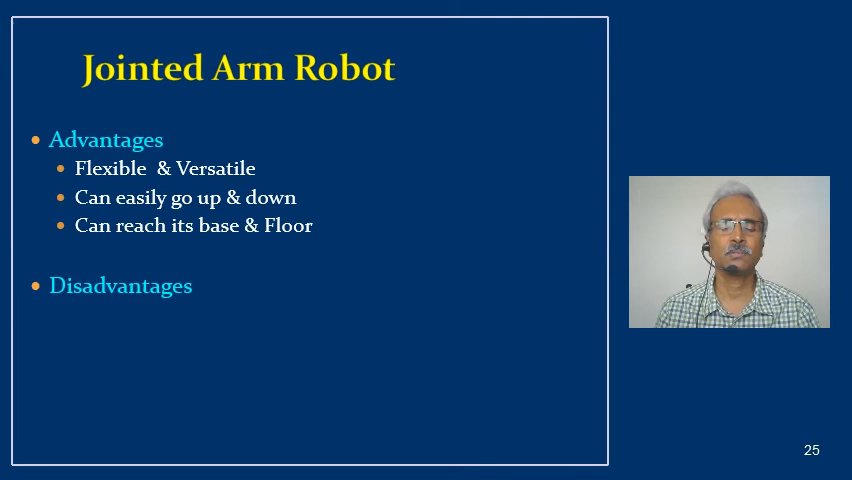 Jointed Arm Robot
• Advantages
• Flexible & Versatile
• Can easily go up & down
• Can reach its base & Floor
• Disadvantages
25